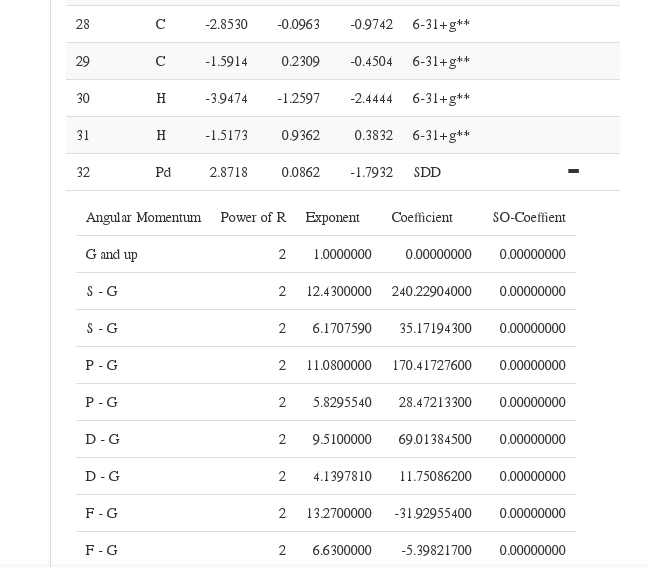 28 C -2.8530 -0.0963 -0.9742 6-31+g**
29 C -1.5914 0.2309 -0.4504 6-31+g**
30 H -3.9474 -1.2597 -2.4444 6-31+g**
31 H -1.5173 0.9362 0.3832 6-31+g**
32 Pd 2.8718 0.0862 -1.7932 SDD
Angular Momentum Power of R Exponent Coefficient SO-Coeffient
G and up 2 1.0000000 0.00000000 0.00000000
S - G 2 12.4300000 240.22904000 0.00000000
S - G 2 6.1707590 35.17194300 0.00000000
P - G 2 11.0800000 170.41727600 0.00000000
P - G 2 5.8295540 28.47213300 0.00000000
D - G 2 9.5100000 69.01384500 0.00000000
D - G 2 4.1397810 11.75086200 0.00000000
F - G 2 13.2700000 -31.92955400 0.00000000
F - G 2 6.6300000 -5.39821700 0.00000000